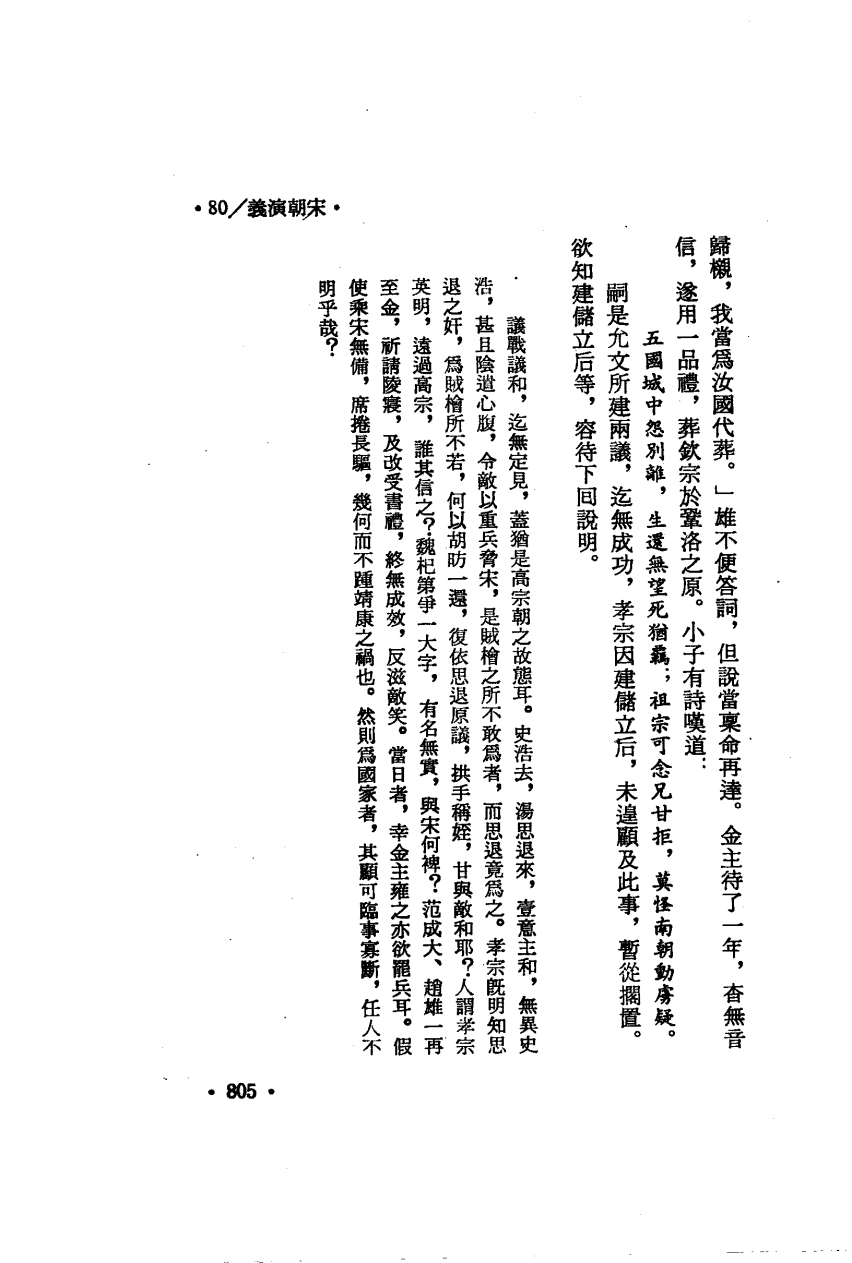 •80／義演朝宋•
歸櫬，我當爲汝國代葬。」雄不便答詞，但說當稟命再達。金主待了一年，杳無音
信，遂用一品禮，葬欽宗於鞏洛之原。小子有詩嘆道：
五國城中怨別離，生還無望死猶羈；祖宗可念兄甘拒，莫怪南朝動虜疑。
嗣是允文所建兩議，迄無成功，孝宗因建儲立后，未遑顧及此事，暫從擱置。
欲知建儲立后等，容待下回說明。
議戰議和，迄無定見，蓋猶是高宗朝之故態耳。史浩去，湯思退來，壹意主和，無異史
浩，甚且陰遣心腹，令敵以重兵脅宋，是賊檜之所不敢爲者，而思退竟爲之。孝宗旣明知思
退之奸，爲賊檜所不若，何以胡昉一還，復依思退原議，拱手稱姪，甘與敵和耶？人謂孝宗
英明，遠過高宗，誰其信之？魏杞第爭一大字，有名無實，與宋何裨？范成大、趙雄一再
至金，祈請陵寢，及改受書禮，終無成效，反滋敵笑。當日者，幸金主雍之亦欲罷兵耳。假
使乘宋無備，席捲長驅，幾何而不踵靖康之禍也。然則爲國家者，其顧可臨事寡斷，任人不
明乎哉？
•805•